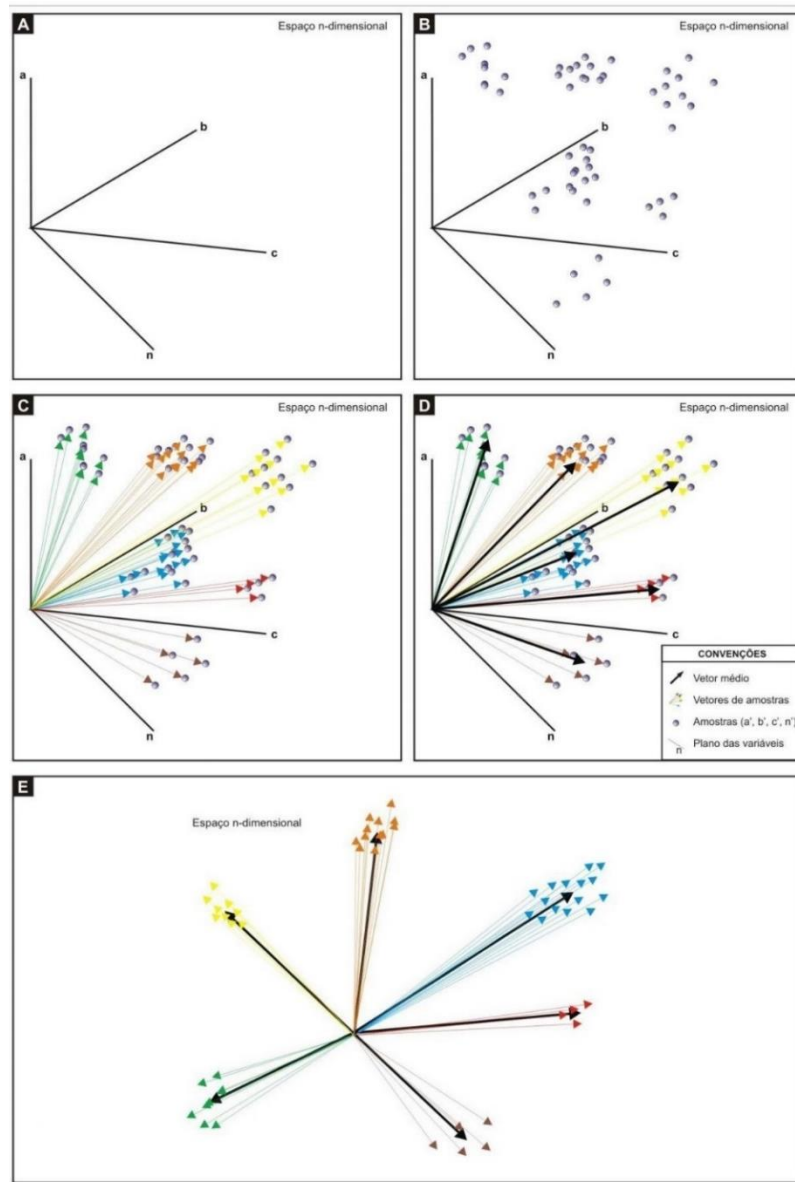 A
Espaço n-dimensional
a
b
c
n
B
Espaço n-dimensional
a
b
c
n
C
Espaço n-dimensional
a
b
c
n
D
Espaço n-dimensional
a
b
c
n
CONVENÇÕES
Vetor médio
Vetores de amostras
Amostras (a', b', c', n')
n Plano das variáveis
E
Espaço n-dimensional